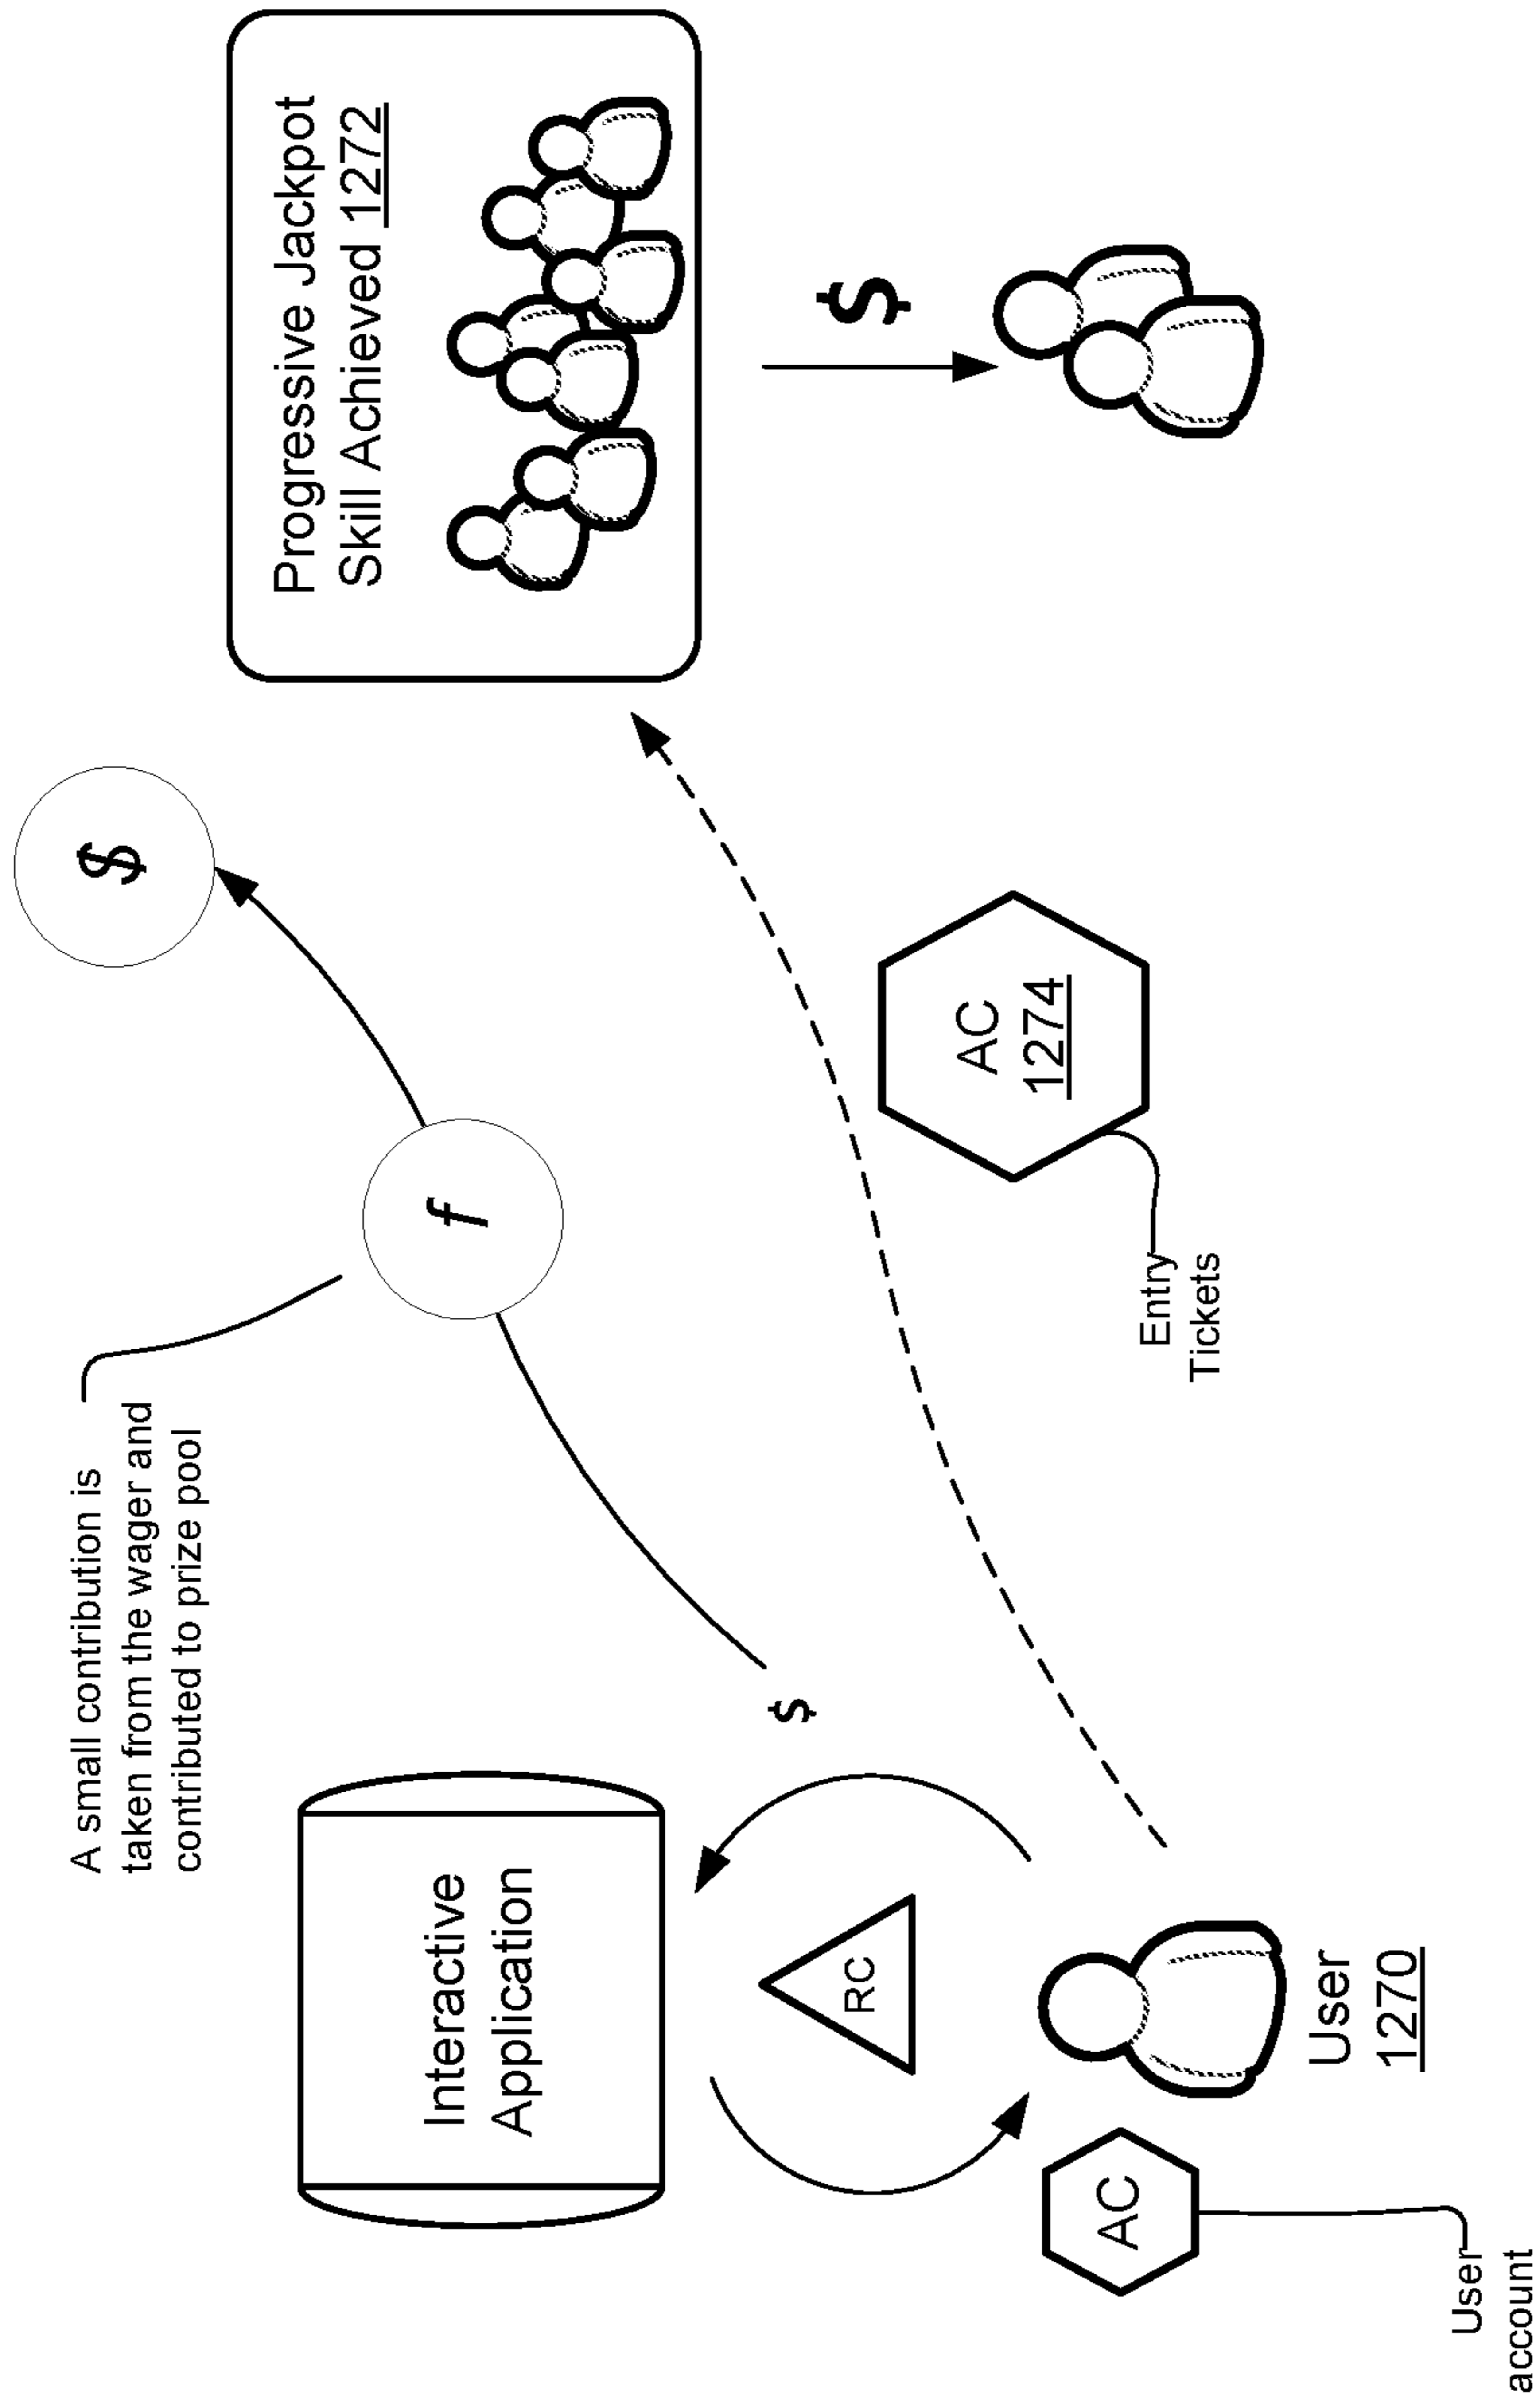 A small contribution is
taken from the wager and
contributed to prize pool
$
Progressive Jackpot
Skill Achieved 1272
f
Interactive
Application
$
$
RC
AC
1274
Entry
Tickets
AC
User
1270
User
account